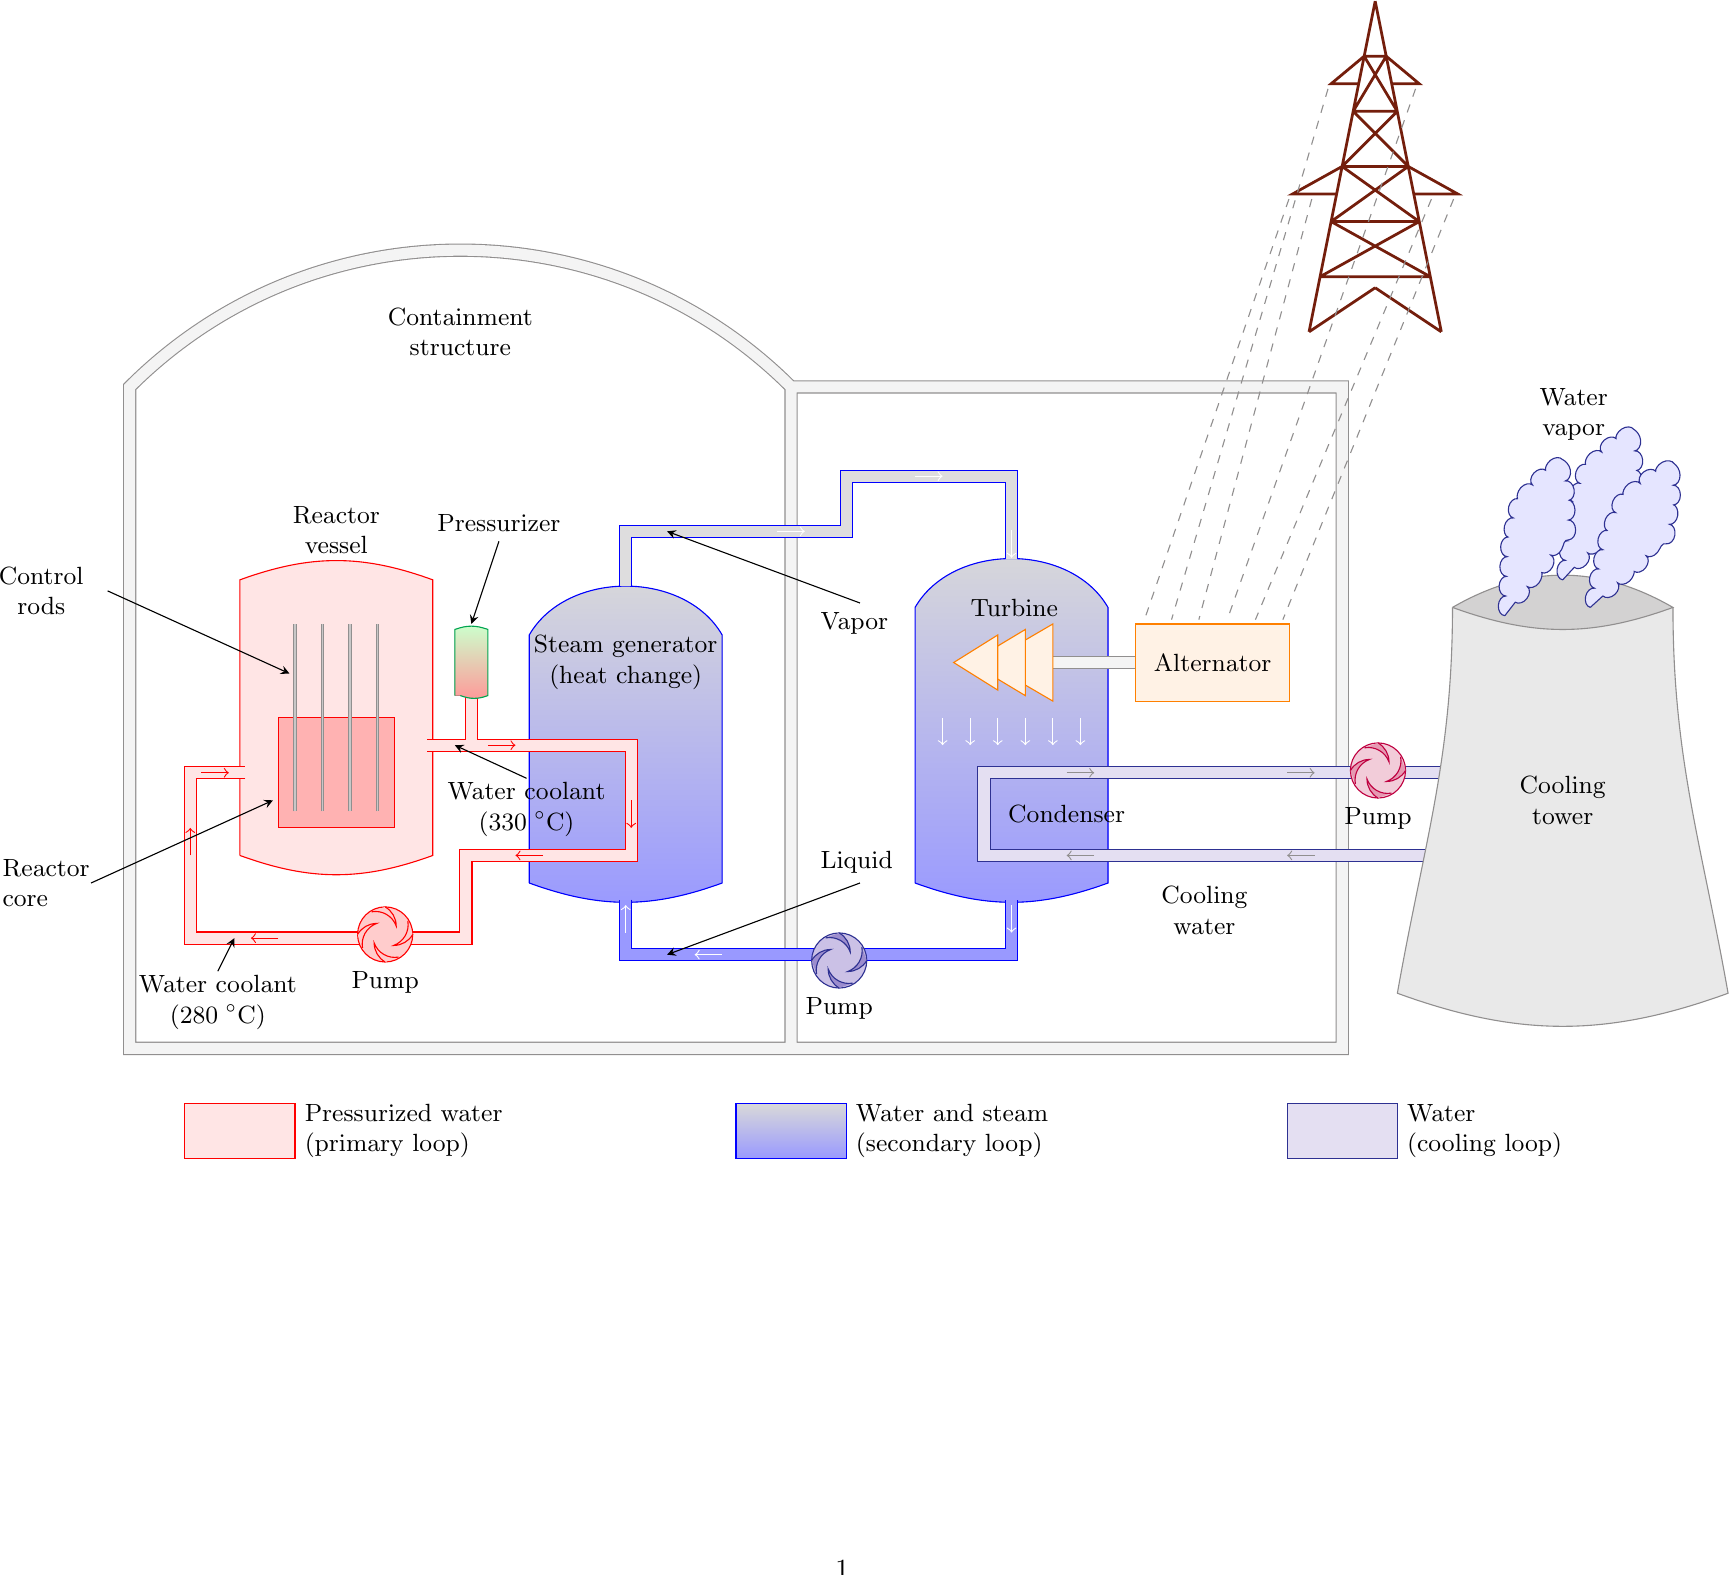 Containment
structure
Water
vapor
Reactor
vessel
Pressurizer
Control
rods
Vapor
Turbine
Steam generator
(heat change)
Alternator
Water coolant
(330 °C)
Condenser
Pump
Cooling
tower
Reactor
core
Liquid
Cooling
water
Water coolant
(280 °C)
Pump
Pump
Pressurized water
(primary loop)
Water and steam
(secondary loop)
Water
(cooling loop)
1